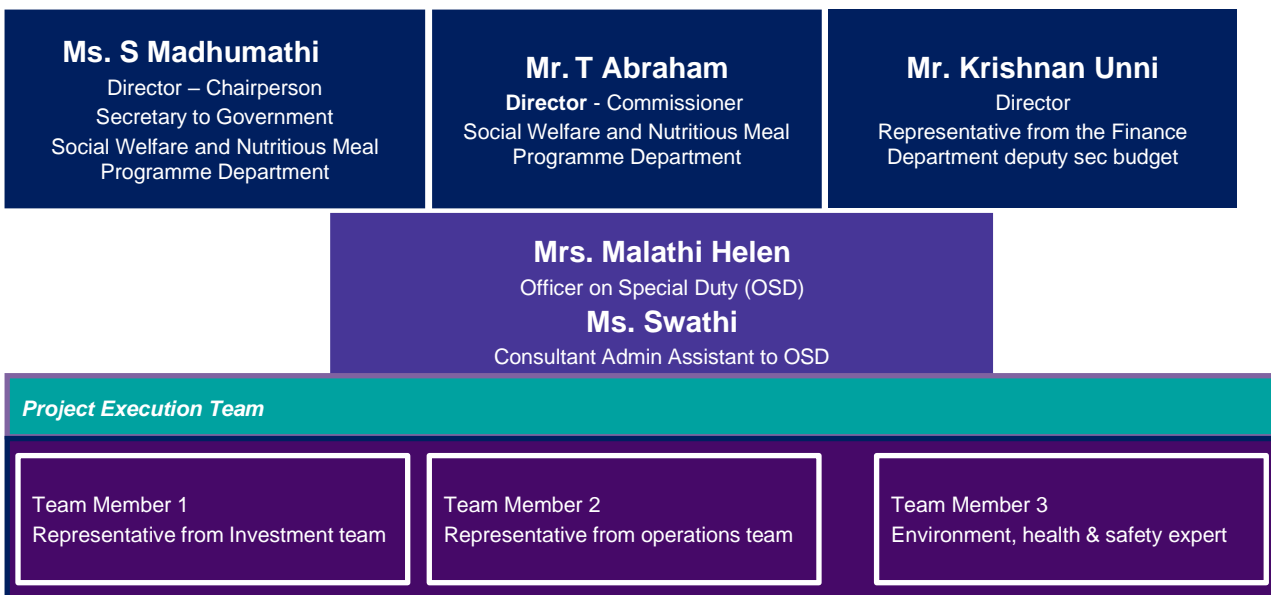 Ms. S Madhumathi
Director – Chairperson
Secretary to Government
Social Welfare and Nutritious Meal
Programme Department
Mr. T Abraham
Director - Commissioner
Social Welfare and Nutritious Meal
Programme Department
Mr. Krishnan Unni
Director
Representative from the Finance
Department deputy sec budget
Mrs. Malathi Helen
Officer on Special Duty (OSD)
Ms. Swathi
Consultant Admin Assistant to OSD
Project Execution Team
Team Member 1
Representative from Investment team
Team Member 2
Representative from operations team
Team Member 3
Environment, health & safety expert